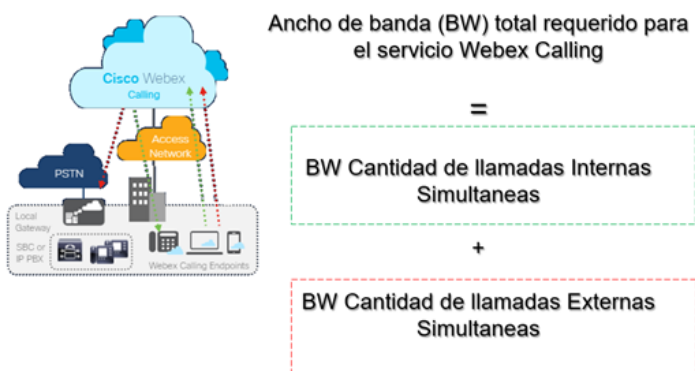 Ancho de banda (BW) total requerido para
el servicio Webex Calling
=
BW Cantidad de llamadas Internas
Simultaneas
+
BW Cantidad de llamadas Externas
Simultaneas
Cisco Webex
Calling
Access
Network
PSTN
Local
Gateway
SBC or
IP PBX
Webex Calling Endpoints